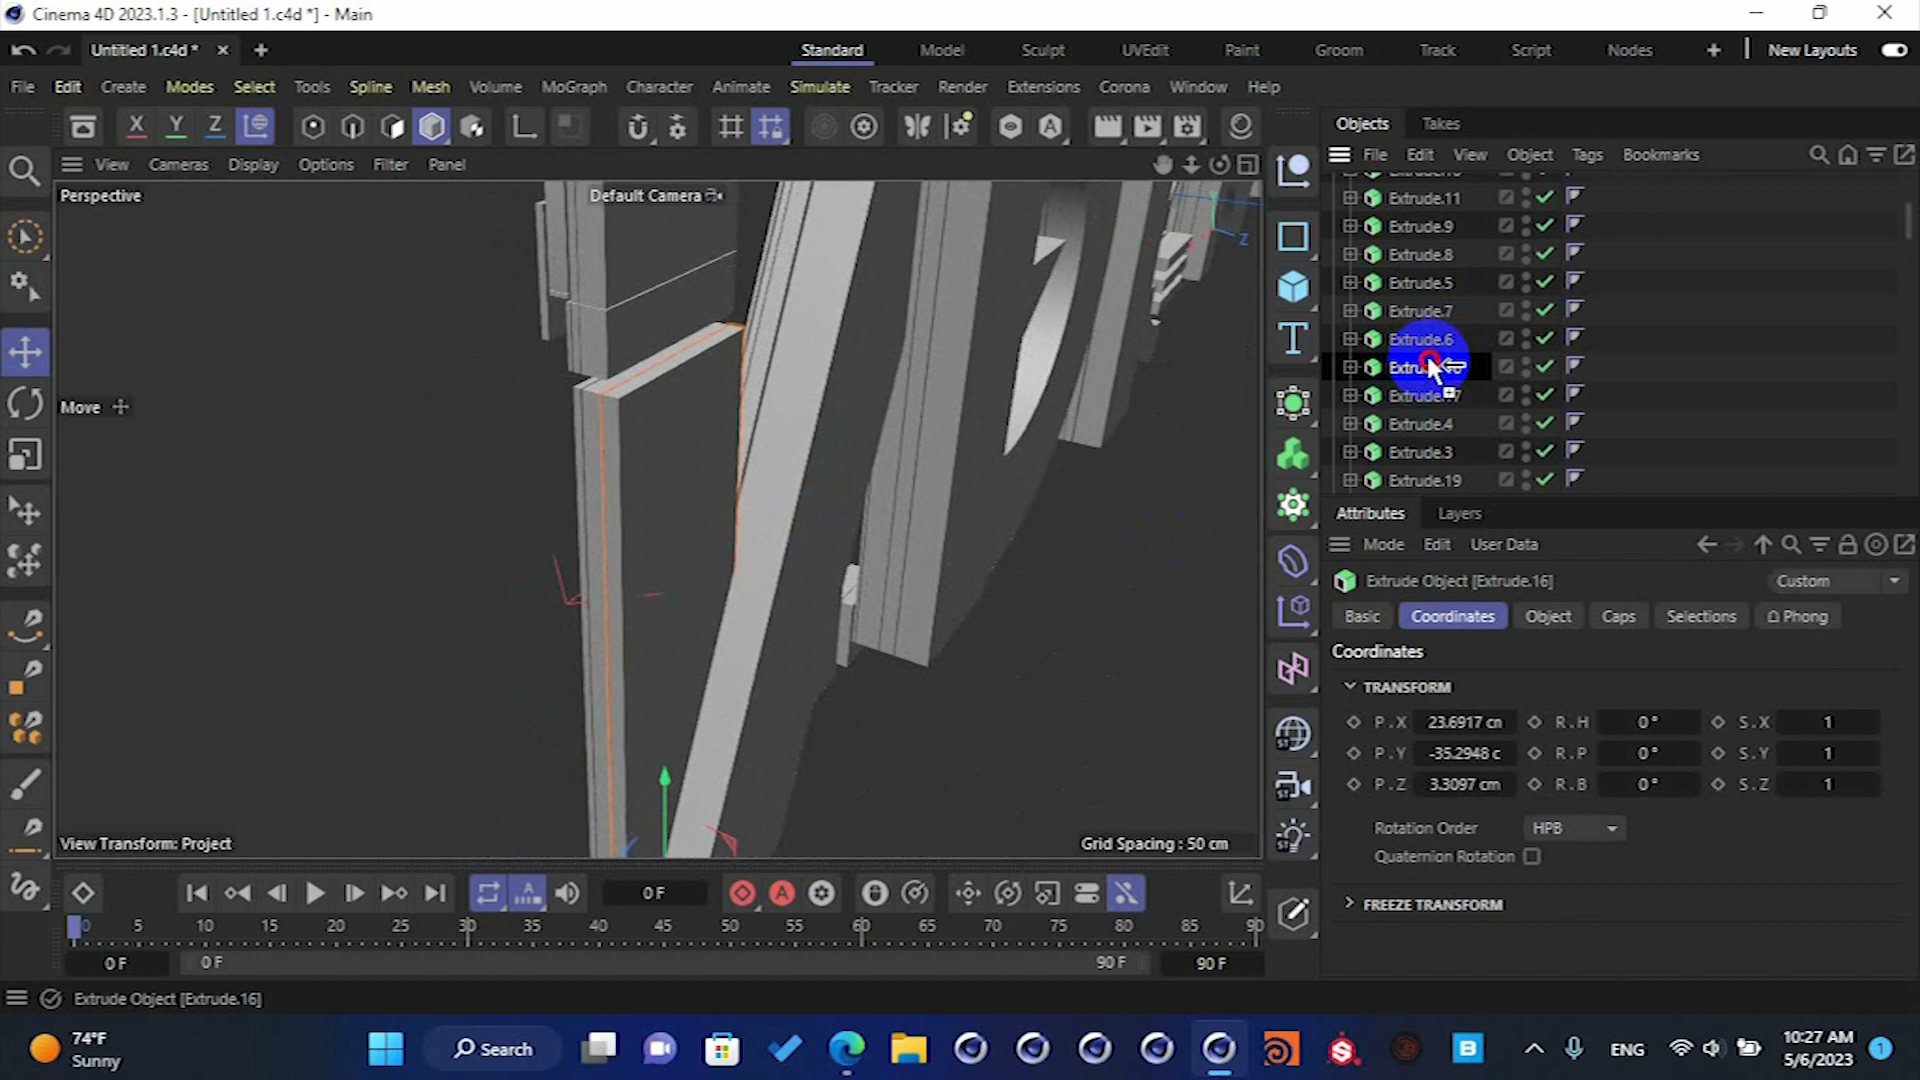 Cinema 4D 2023.1.3 - [Untitled 1.c4d *] - Main
Untitled 1.c4d *
Standard Model Sculpt UVEdit Paint Groom Track Script Nodes New Layouts
File Edit Create Modes Select Tools Spline Mesh Volume MoGraph Character Animate Simulate Tracker Render Extensions Corona Window Help
X Y Z
View Cameras Display Options Filter Panel
Perspective
Default Camera
Y
Z
Move
View Transform: Project
Grid Spacing : 50 cm
Objects Takes
File Edit View Object Tags Bookmarks
Extrude.11
Extrude.9
Extrude.8
Extrude.5
Extrude.7
Extrude.6
Extrude.4
Extrude.3
Extrude.19
Attributes Layers
Mode Edit User Data
Extrude Object [Extrude.16]
Custom
Basic Coordinates Object Caps Selections Phong
Coordinates
TRANSFORM
P . X 23.6917 cn R . H 0 ° S . X 1
P . Y -35.2948 c R . P 0 ° S . Y 1
P . Z 3.3097 cm R . B 0 ° S . Z 1
Rotation Order HPB
Quaternion Rotation
FREEZE TRANSFORM
0 F
0 5 10 15 20 25 30 35 40 45 50 55 60 65 70 75 80 85 90
0 F 0 F 90 F 90 F
Extrude Object [Extrude.16]
74°F
Sunny
Search
ENG
10:27 AM
5/6/2023
1